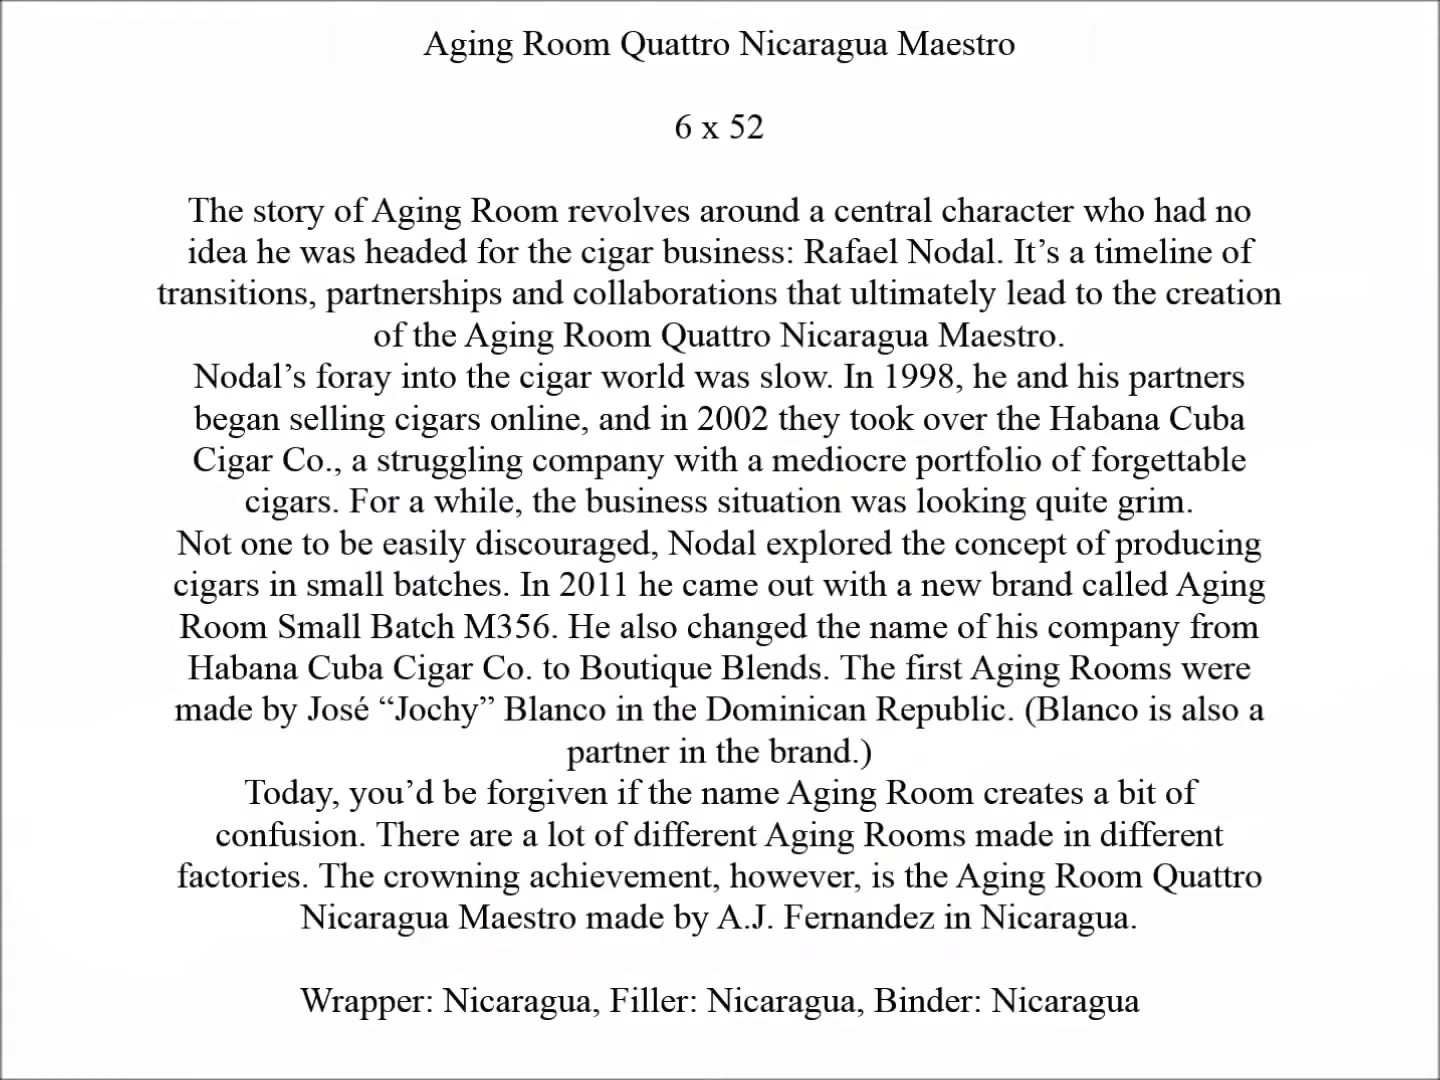 Aging Room Quattro Nicaragua Maestro
6 x 52
The story of Aging Room revolves around a central character who had no
idea he was headed for the cigar business: Rafael Nodal. It’s a timeline of
transitions, partnerships and collaborations that ultimately lead to the creation
of the Aging Room Quattro Nicaragua Maestro.
Nodal’s foray into the cigar world was slow. In 1998, he and his partners
began selling cigars online, and in 2002 they took over the Habana Cuba
Cigar Co., a struggling company with a mediocre portfolio of forgettable
cigars. For a while, the business situation was looking quite grim.
Not one to be easily discouraged, Nodal explored the concept of producing
cigars in small batches. In 2011 he came out with a new brand called Aging
Room Small Batch M356. He also changed the name of his company from
Habana Cuba Cigar Co. to Boutique Blends. The first Aging Rooms were
made by José “Jochy” Blanco in the Dominican Republic. (Blanco is also a
partner in the brand.)
Today, you’d be forgiven if the name Aging Room creates a bit of
confusion. There are a lot of different Aging Rooms made in different
factories. The crowning achievement, however, is the Aging Room Quattro
Nicaragua Maestro made by A.J. Fernandez in Nicaragua.
Wrapper: Nicaragua, Filler: Nicaragua, Binder: Nicaragua